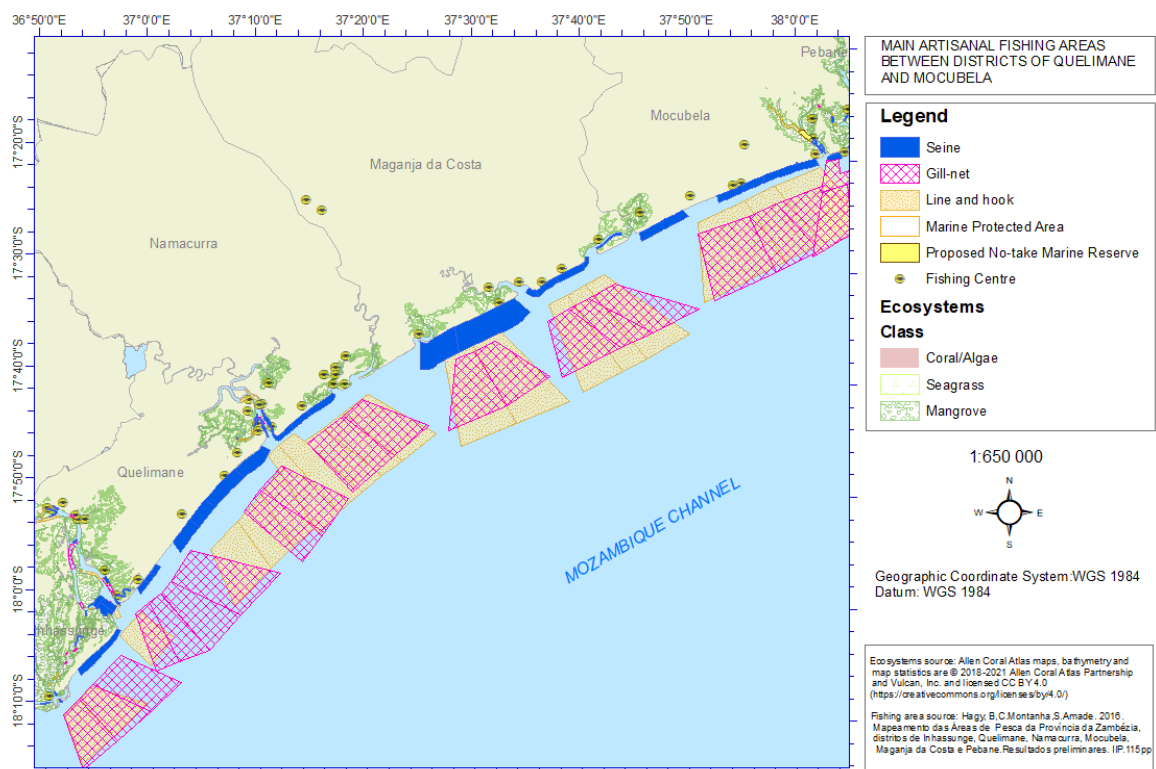 36°50'0"E 37°0'0"E 37°10'0"E 37°20'0"E 37°30'0"E 37°40'0"E 37°50'0"E 38°0'0"E
17°20'0"S
17°30'0"S
17°40'0"S
17°50'0"S
18°0'0"S
18°10'0"S
Pebane
Mocubela
Maganja da Costa
Namacurra
Quelimane
Inhassunge
MOZAMBIQUE CHANNEL
MAIN ARTISANAL FISHING AREAS
BETWEEN DISTRICTS OF QUELIMANE
AND MOCUBELA
Legend
Seine
Gill-net
Line and hook
Marine Protected Area
Proposed No-take Marine Reserve
Fishing Centre
Ecosystems
Class
Coral/Algae
Seagrass
Mangrove
1:650 000
N
W E
S
Geographic Coordinate System:WGS 1984
Datum: WGS 1984
Ecosystems source: Allen Coral Atlas maps, bathymetry and
map statistics are © 2018-2021 Allen Coral Atlas Partnership
and Vulcan, Inc. and licensed CC BY 4.0
(https://creativecommons.org/licenses/by/4.0/)
Fishing area source: Hagy, B,C.Montanha,S.Amade. 2016.
Mapeamento das Áreas de Pesca da Província da Zambézia,
distritos de Inhassunge, Quelimane, Namacurra, Mocubela,
Maganja da Costa e Pebane.Resultados preliminares. IIP.115pp